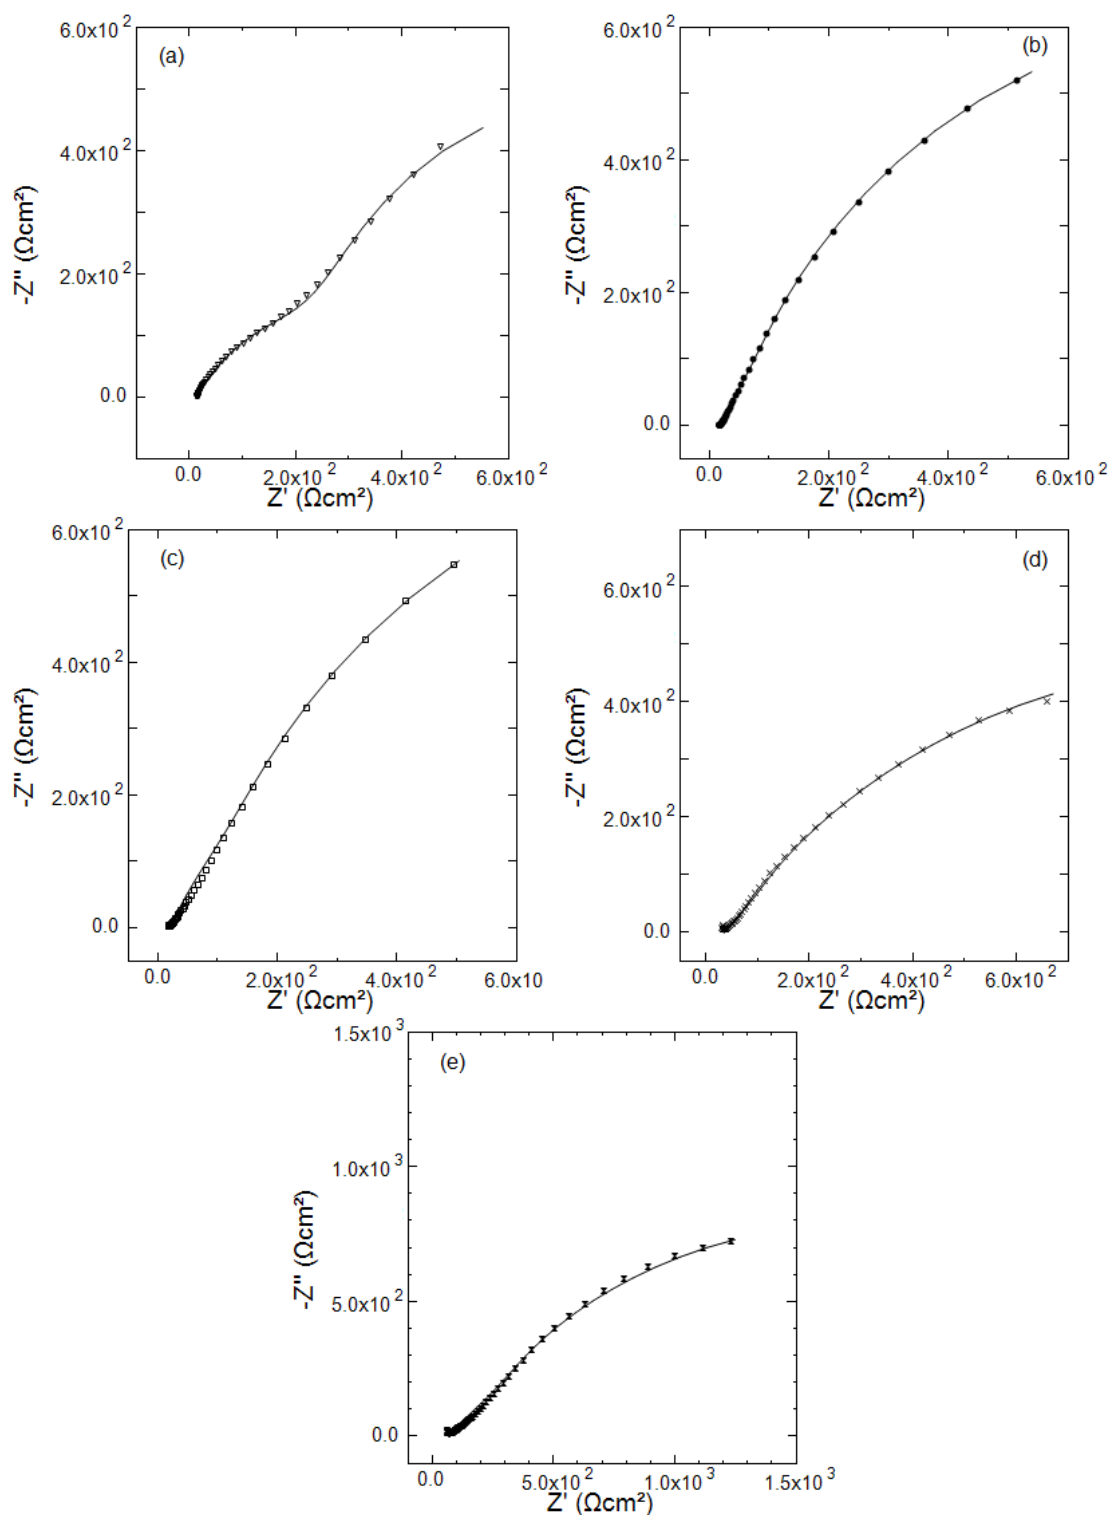 (a)
6.0x10²
4.0x10²
2.0x10²
0.0
-Z'' (Ωcm²)
0.0 2.0x10² 4.0x10² 6.0x10²
Z' (Ωcm²)
(b)
6.0x10²
4.0x10²
2.0x10²
0.0
-Z'' (Ωcm²)
0.0 2.0x10² 4.0x10² 6.0x10²
Z' (Ωcm²)
(c)
6.0x10²
4.0x10²
2.0x10²
0.0
-Z'' (Ωcm²)
0.0 2.0x10² 4.0x10² 6.0x10
Z' (Ωcm²)
(d)
6.0x10²
4.0x10²
2.0x10²
0.0
-Z'' (Ωcm²)
0.0 2.0x10² 4.0x10² 6.0x10²
Z' (Ωcm²)
(e)
1.5x10³
1.0x10³
5.0x10²
0.0
-Z'' (Ωcm²)
0.0 5.0x10² 1.0x10³ 1.5x10³
Z' (Ωcm²)